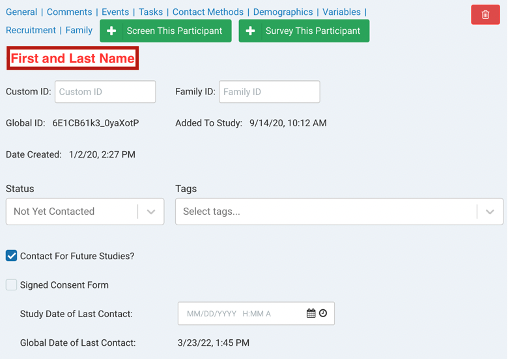 General | Comments | Events | Tasks | Contact Methods | Demographics | Variables |
Recruitment | Family + Screen This Participant + Survey This Participant
First and Last Name
Custom ID: Custom ID Family ID: Family ID
Global ID: 6E1CB61k3_0yaXotP Added To Study: 9/14/20, 10:12 AM
Date Created: 1/2/20, 2:27 PM
Status Tags
Not Yet Contacted Select tags...
Contact For Future Studies?
Signed Consent Form
Study Date of Last Contact: MM/DD/YYYY H:MM A
Global Date of Last Contact: 3/23/22, 1:45 PM